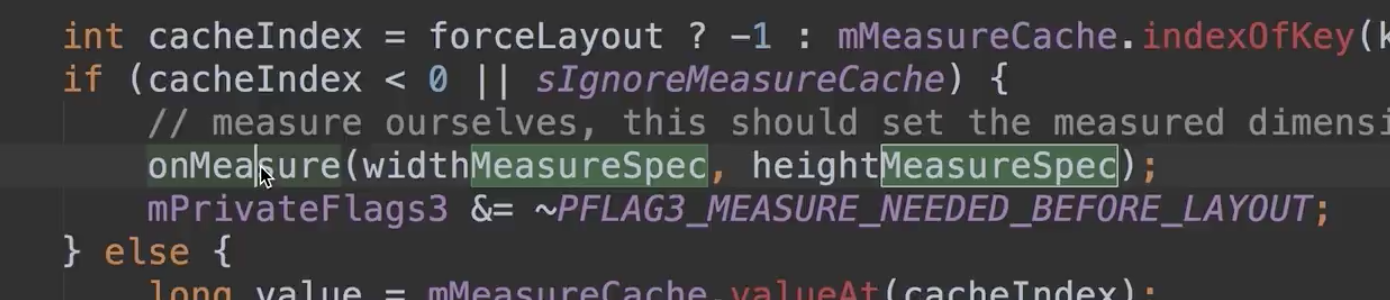 int cacheIndex = forceLayout ? -1 : mMeasureCache.indexOfKey(
if (cacheIndex < 0 || sIgnoreMeasureCache) {
// measure ourselves, this should set the measured
onMeasure(widthMeasureSpec, heightMeasureSpec);
mPrivateFlags3 &= ~PFLAG3_MEASURE_NEEDED_BEFORE_LAYOUT;
} else {
long value = mMeasureCache.valueAt(cacheIndex);